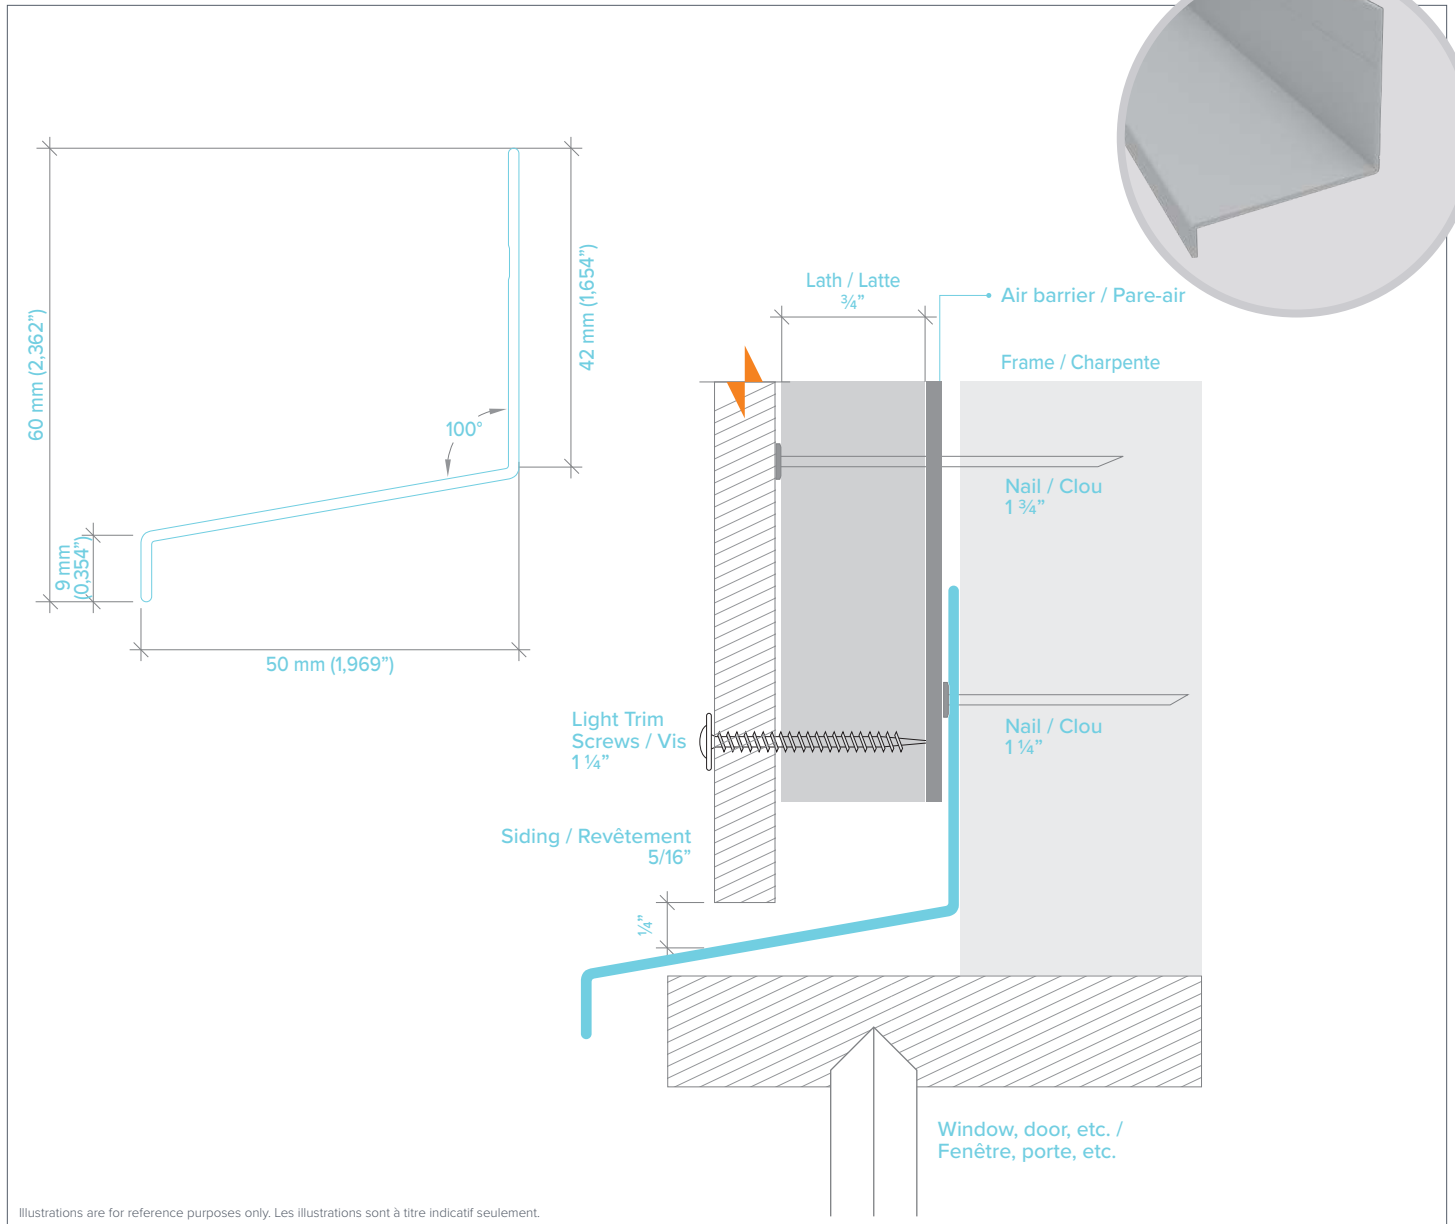 60 mm (2,362”)
42 mm (1,654”)
100°
9 mm
(0,354”)
50 mm (1,969”)
Lath / Latte
¾”
Air barrier / Pare-air
Frame / Charpente
Nail / Clou
1 ¾”
Light Trim
Screws / Vis
1 ¼”
Nail / Clou
1 ¼”
Siding / Revêtement
5/16”
¼”
Window, door, etc. /
Fenêtre, porte, etc.
Illustrations are for reference purposes only. Les illustrations sont à titre indicatif seulement.